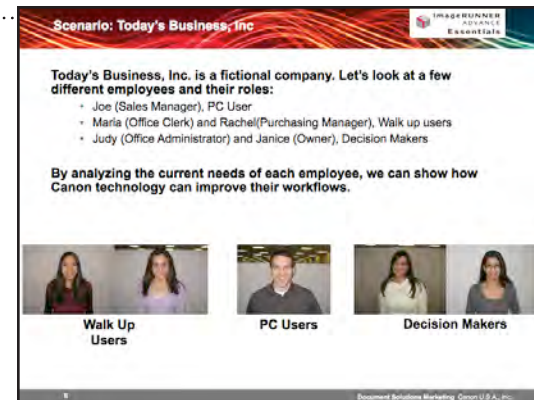 ...
Scenario: Today's Business, Inc
imageRUNNER
ADVANCE
Essentials
Today's Business, Inc. is a fictional company. Let's look at a few
different employees and their roles:
• Joe (Sales Manager), PC User
• Maria (Office Clerk) and Rachel(Purchasing Manager), Walk up users
• Judy (Office Administrator) and Janice (Owner), Decision Makers
By analyzing the current needs of each employee, we can show how
Canon technology can improve their workflows.
Walk Up
Users
PC Users
Decision Makers
Document Solutions Marketing Canon U.S.A., Inc.